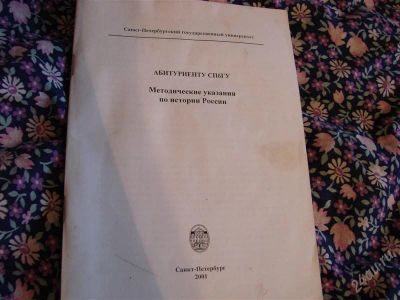 Санкт-Петербургский государственный университет
АБИТУРИЕНТУ СПбГУ
Методические указания
по истории России
Санкт-Петербург
2001